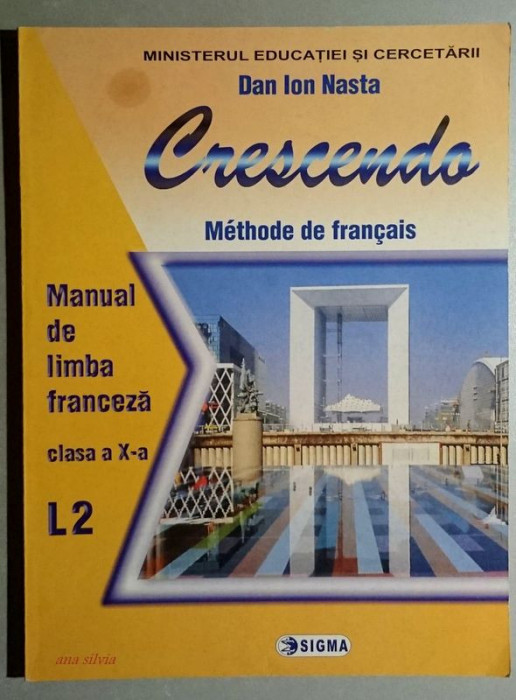 MINISTERUL EDUCAȚIEI ȘI CERCETĂRII
Dan Ion Nasta
Crescendo
Méthode de français
Manual
de
limba
franceză
clasa a X-a
L2
SIGMA
ana silvia